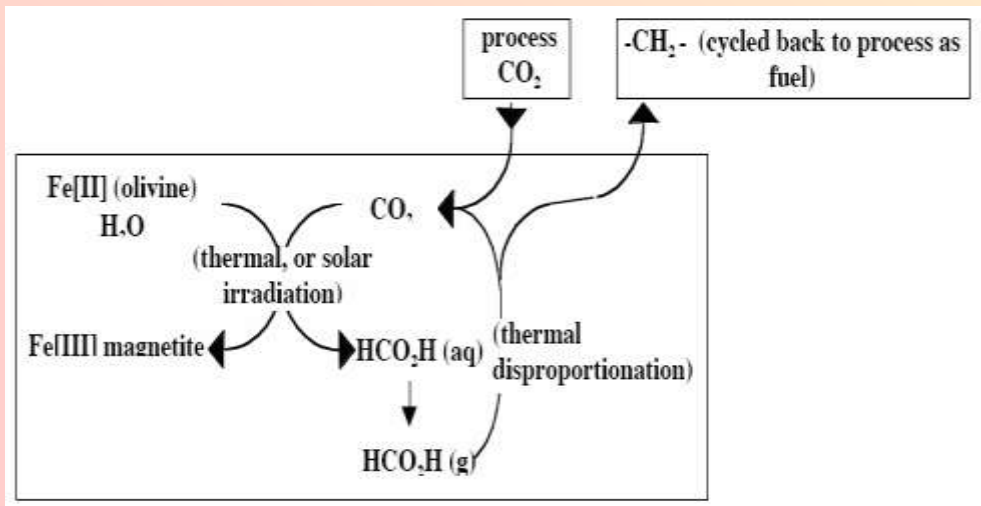 process
CO₂
-CH₂- (cycled back to process as
fuel)
Fe[II] (olivine)
H₂O
CO₂
(thermal, or solar
irradiation)
Fe[III] magnetite
HCO₂H (aq)
(thermal
disproportionation)
HCO₂H (g)